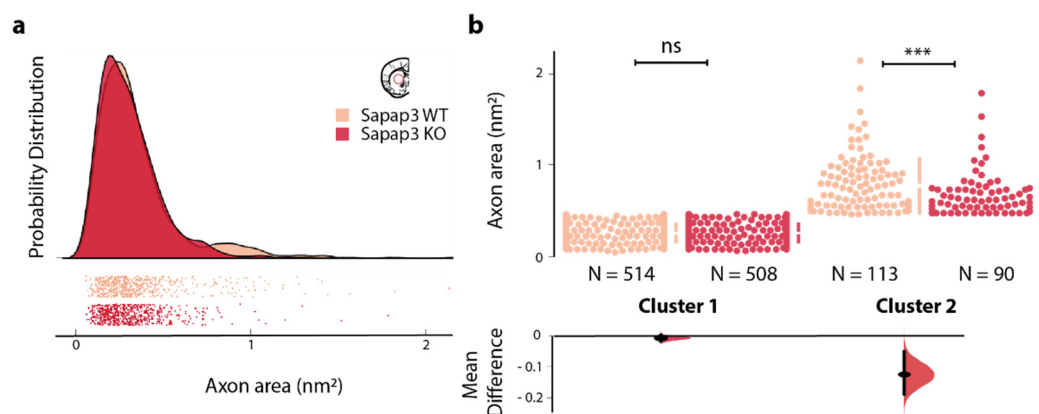 a
Probability Distribution
Sapap3 WT
Sapap3 KO
0
1
2
Axon area (nm²)
b
Axon area (nm²)
2
1
0
ns
***
N = 514
N = 508
N = 113
N = 90
Cluster 1
Cluster 2
Mean
Difference
0
- 0.1
- 0.2